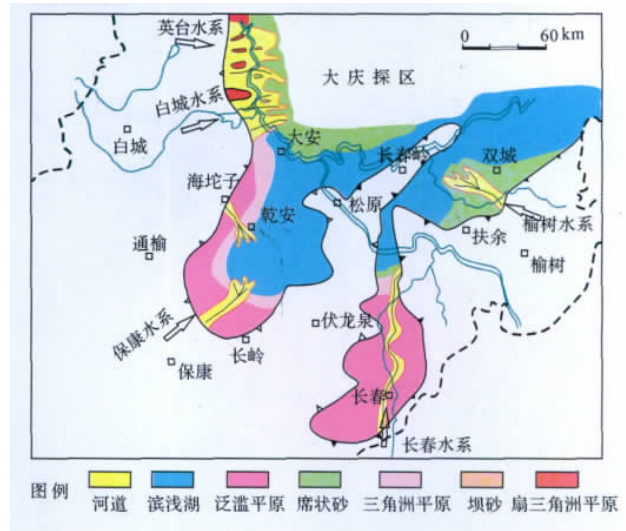 英台水系
0 60 km
大庆探区
白城水系
白城
大安
长春岭
双城
海坨子
松原
榆树水系
乾安
扶余
通榆
榆树
保康水系
伏龙泉
长岭
保康
长春
长春水系
图例
河道 滨浅湖 泛滥平原 席状砂 三角洲平原 坝砂 扇三角洲平原